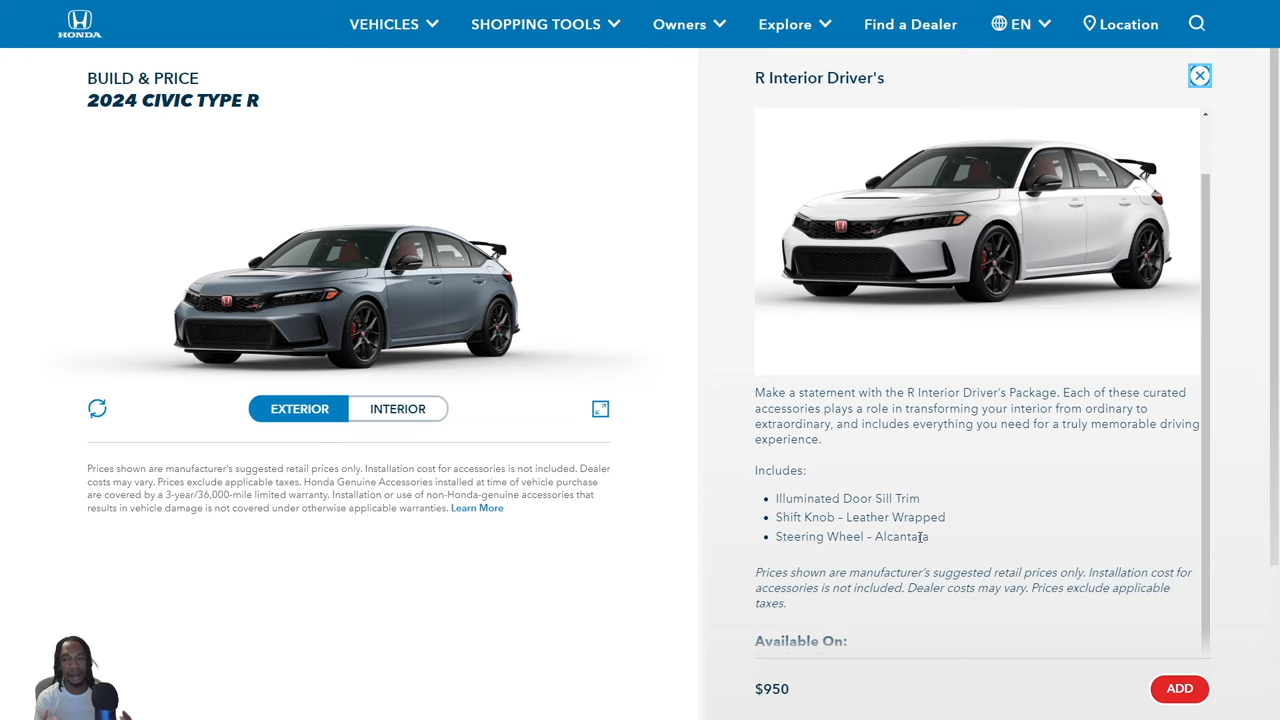 HONDA
VEHICLES
SHOPPING TOOLS
Owners
Explore
Find a Dealer
EN
Location
BUILD & PRICE
2024 CIVIC TYPE R
EXTERIOR
INTERIOR
Prices shown are manufacturer's suggested retail prices only. Installation cost for accessories is not included. Dealer
costs may vary. Prices exclude applicable taxes. Honda Genuine Accessories installed at time of vehicle purchase
are covered by a 3-year/36,000-mile limited warranty. Installation or use of non-Honda-genuine accessories that
results in vehicle damage is not covered under otherwise applicable warranties. Learn More
R Interior Driver's
Make a statement with the R Interior Driver's Package. Each of these curated
accessories plays a role in transforming your interior from ordinary to
extraordinary, and includes everything you need for a truly memorable driving
experience.
Includes:
• Illuminated Door Sill Trim
• Shift Knob – Leather Wrapped
• Steering Wheel – Alcantara
Prices shown are manufacturer's suggested retail prices only. Installation cost for
accessories is not included. Dealer costs may vary. Prices exclude applicable
taxes.
Available On:
$950
ADD